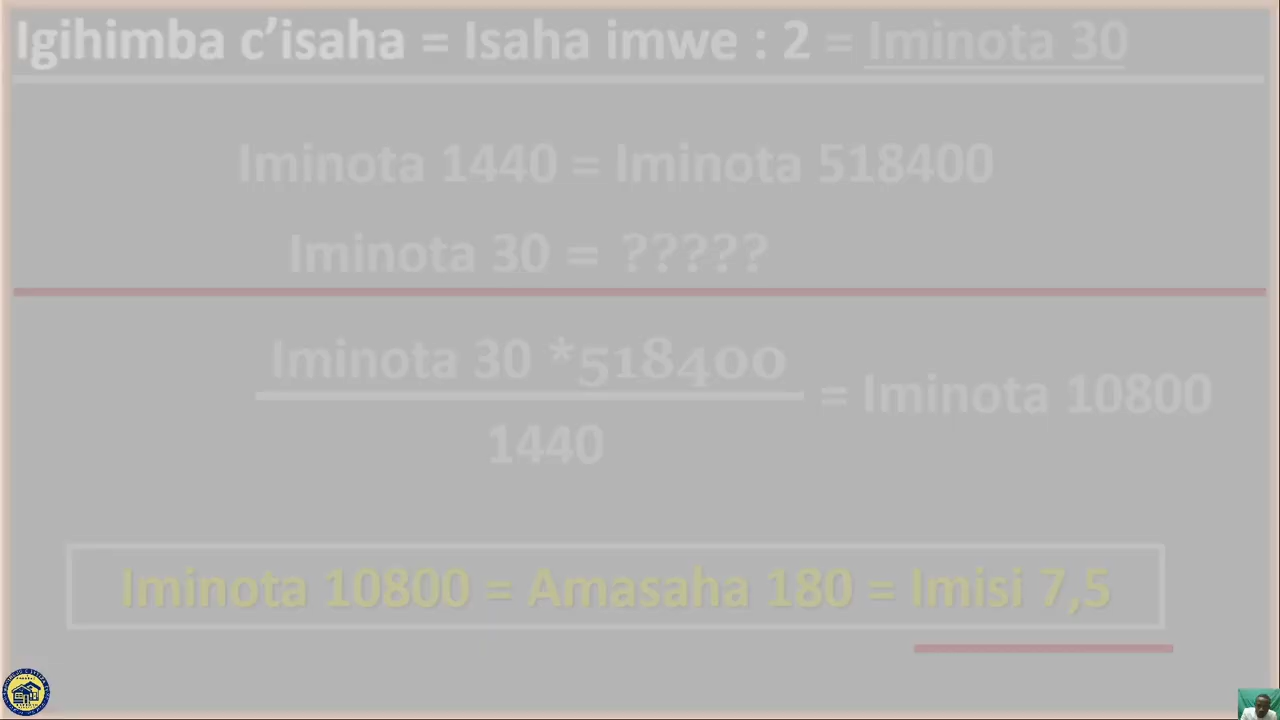 Igihimba c’isaha = Isaha imwe : 2 = Iminota 30
Iminota 1440 = Iminota 518400
Iminota 30 = ?????
Iminota 30 *518400
1440
= Iminota 10800
Iminota 10800 = Amasaha 180 = Imisi 7,5